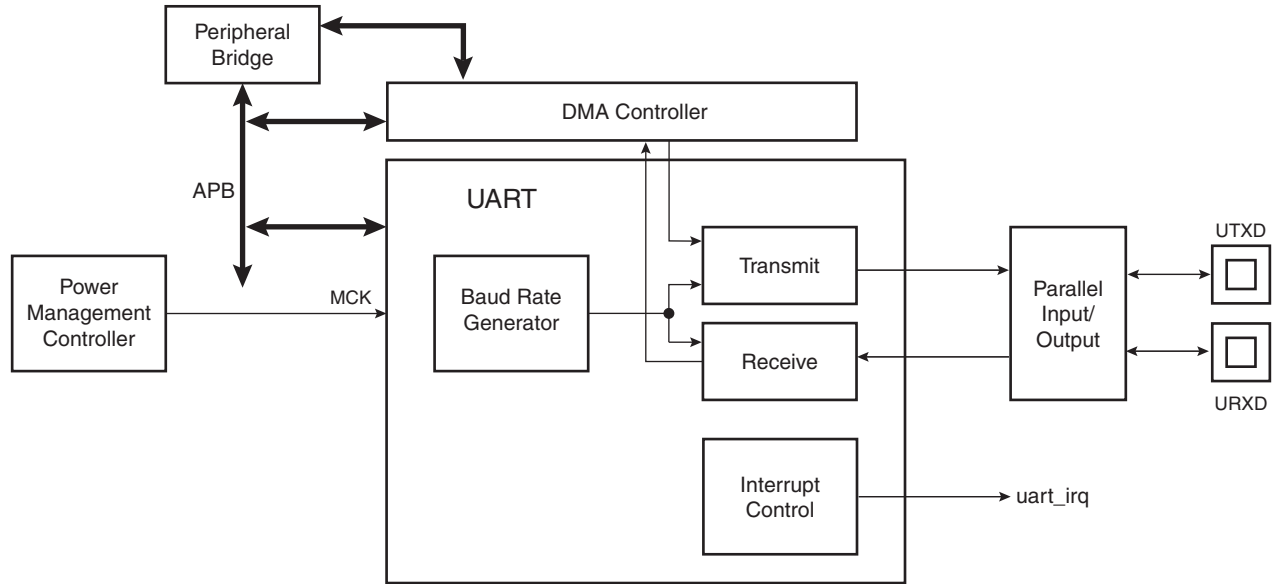 Peripheral
Bridge
DMA Controller
APB
UART
UTXD
Transmit
Power
Management
Controller
MCK
Baud Rate
Generator
Parallel
Input/
Output
Receive
URXD
Interrupt
Control
uart_irq